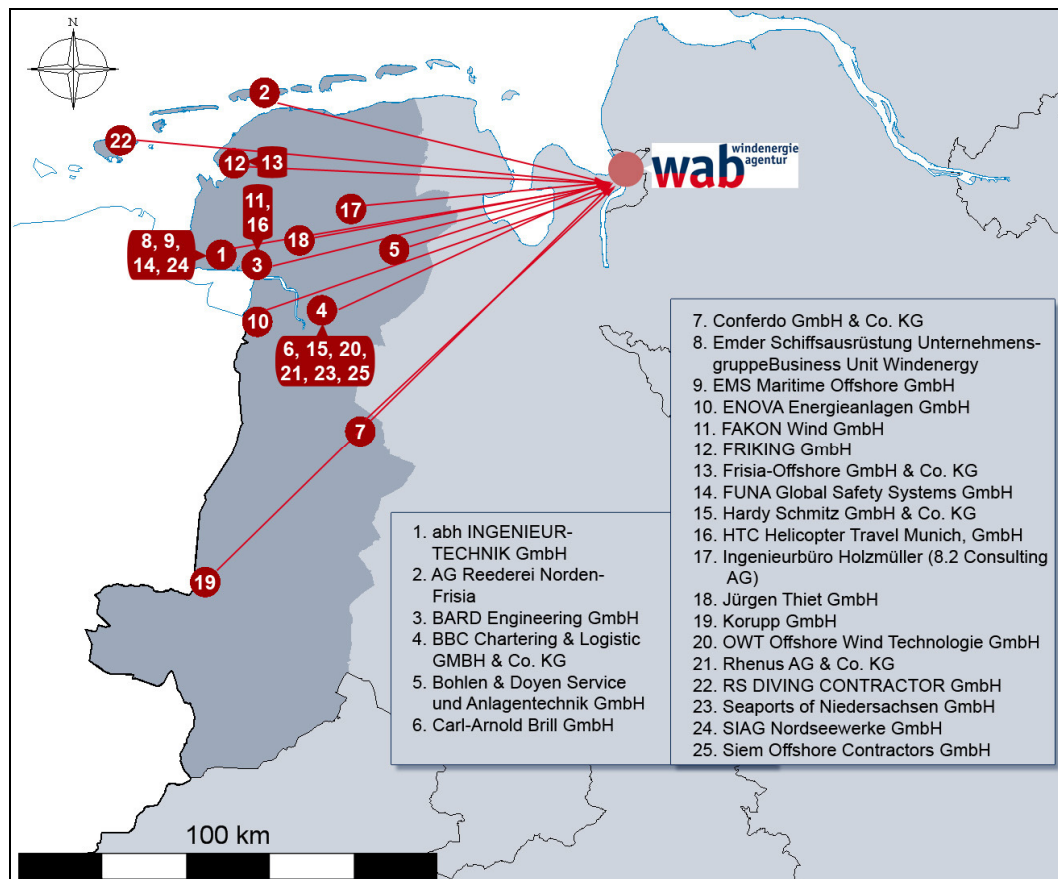 N
2
22
12
13
11,
16
17
18
8, 9,
14, 24
1
3
5
10
4
6, 15, 20,
21, 23, 25
7
19
wab
windenergie
agentur
1. abh INGENIEUR-
TECHNIK GmbH
2. AG Reederei Norden-
Frisia
3. BARD Engineering GmbH
4. BBC Chartering & Logistic
GMBH & Co. KG
5. Bohlen & Doyen Service
und Anlagentechnik GmbH
6. Carl-Arnold Brill GmbH
7. Conferdo GmbH & Co. KG
8. Emder Schiffsausrüstung Unternehmens-
gruppeBusiness Unit Windenergy
9. EMS Maritime Offshore GmbH
10. ENOVA Energieanlagen GmbH
11. FAKON Wind GmbH
12. FRIKING GmbH
13. Frisia-Offshore GmbH & Co. KG
14. FUNA Global Safety Systems GmbH
15. Hardy Schmitz GmbH & Co. KG
16. HTC Helicopter Travel Munich, GmbH
17. Ingenieurbüro Holzmüller (8.2 Consulting
AG)
18. Jürgen Thiet GmbH
19. Korupp GmbH
20. OWT Offshore Wind Technologie GmbH
21. Rhenus AG & Co. KG
22. RS DIVING CONTRACTOR GmbH
23. Seaports of Niedersachsen GmbH
24. SIAG Nordseewerke GmbH
25. Siem Offshore Contractors GmbH
100 km